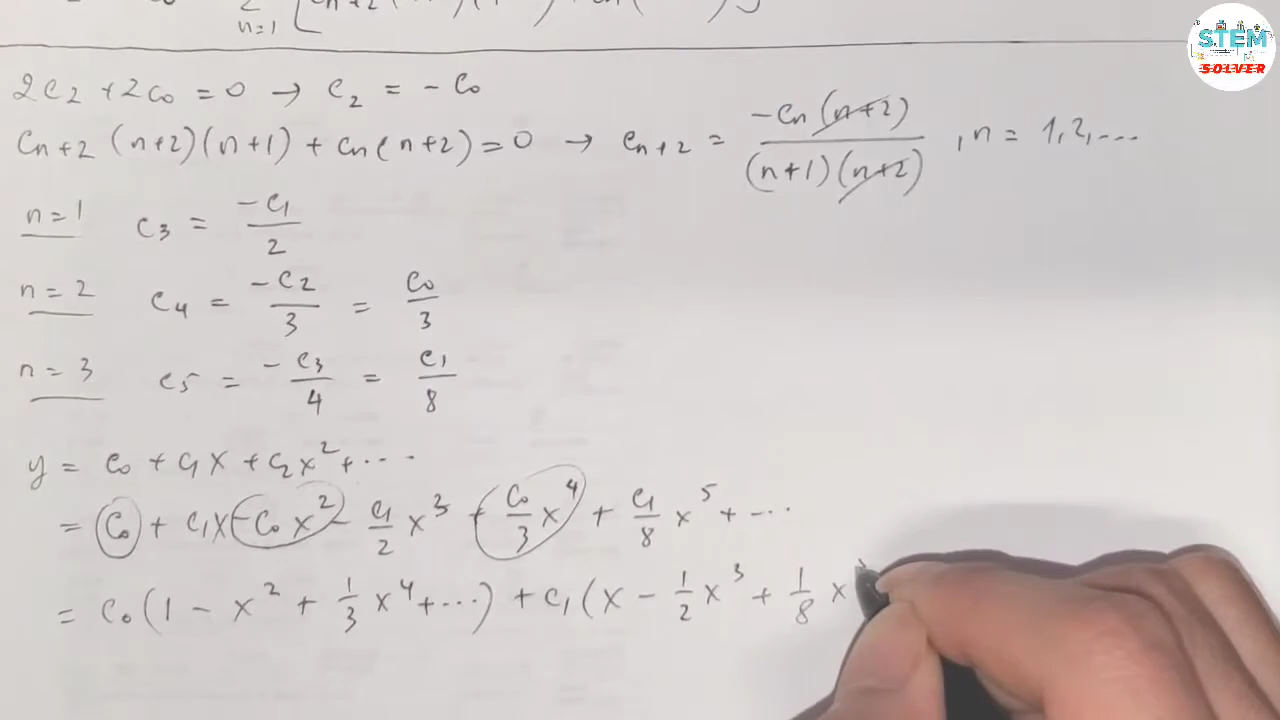 n=1
STEM
SOLVER
2C₂ + 2C₀ = 0 → C₂ = - C₀
Cn+2 (n+2)(n+1) + Cn(n+2) = 0 → Cn+2 = -Cn(n+2) / (n+1)(n+2) , n = 1,2,...
n=1 C₃ = -C₁/2
n=2 C₄ = -C₂/3 = C₀/3
n=3 C₅ = -C₃/4 = C₁/8
y = C₀ + C₁x + C₂x² + ...
= C₀ + C₁x - C₀x² - C₁/2 x³ + C₀/3 x⁴ + C₁/8 x⁵ + ...
= C₀(1 - x² + 1/3 x⁴ + ...) + C₁(x - 1/2 x³ + 1/8 x